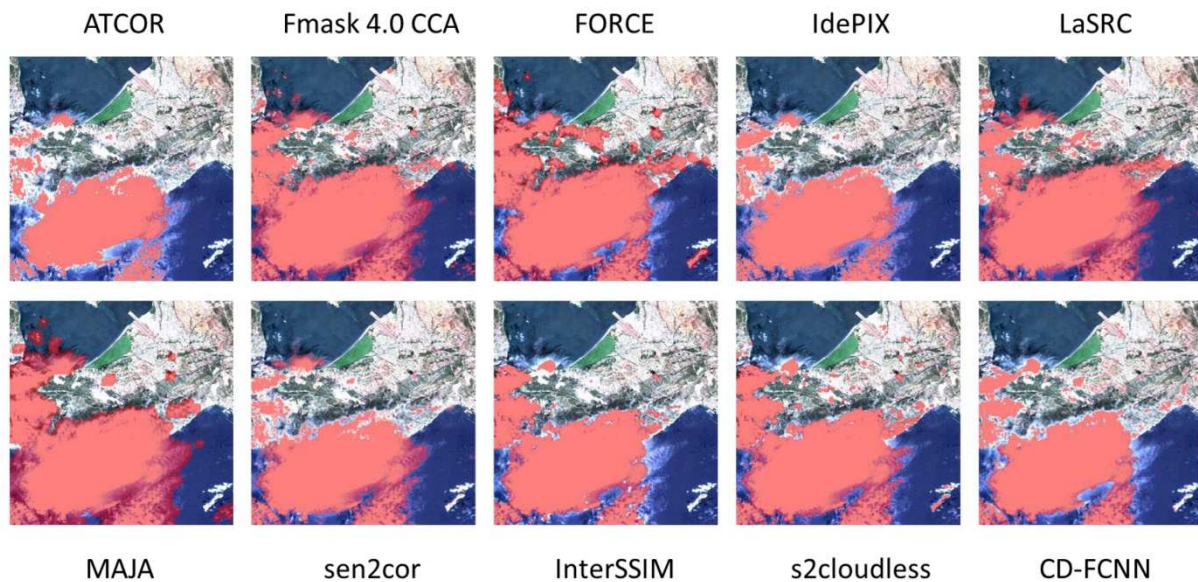 ATCOR Fmask 4.0 CCA FORCE IdePIX LaSRC
MAJA sen2cor InterSSIM s2cloudless CD-FCNN